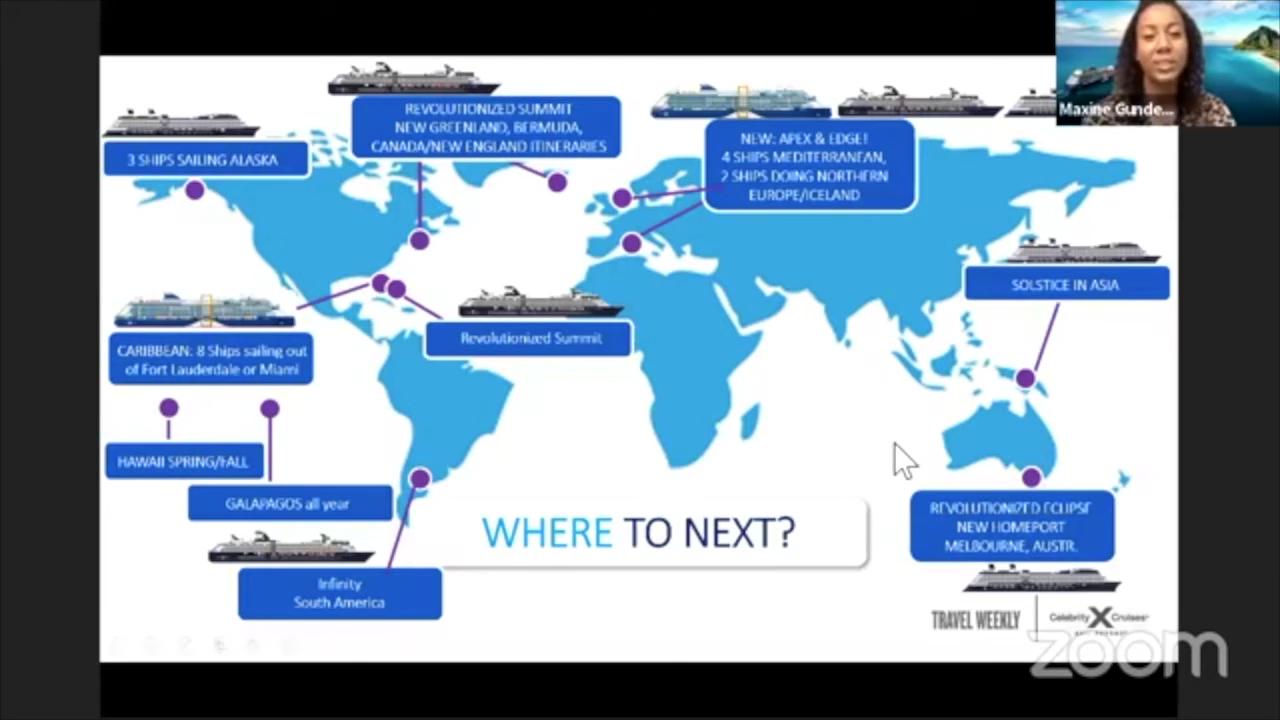 Maxine Gunde...
REVOLUTIONIZED SUMMIT
NEW GREENLAND, BERMUDA,
CANADA/NEW ENGLAND ITINERARIES
3 SHIPS SAILING ALASKA
NEW: APEX & EDGE!
4 SHIPS MEDITERRANEAN,
2 SHIPS DOING NORTHERN
EUROPE/ICELAND
SOLSTICE IN ASIA
Revolutionized Summit
CARIBBEAN: 8 Ships sailing out
of Fort Lauderdale or Miami
HAWAII SPRING/FALL
GALAPAGOS all year
WHERE TO NEXT?
REVOLUTIONIZED ECLIPSE
NEW HOMEPORT
MELBOURNE, AUSTR.
Infinity
South America
TRAVEL WEEKLY
Celebrity X Cruises
zoom